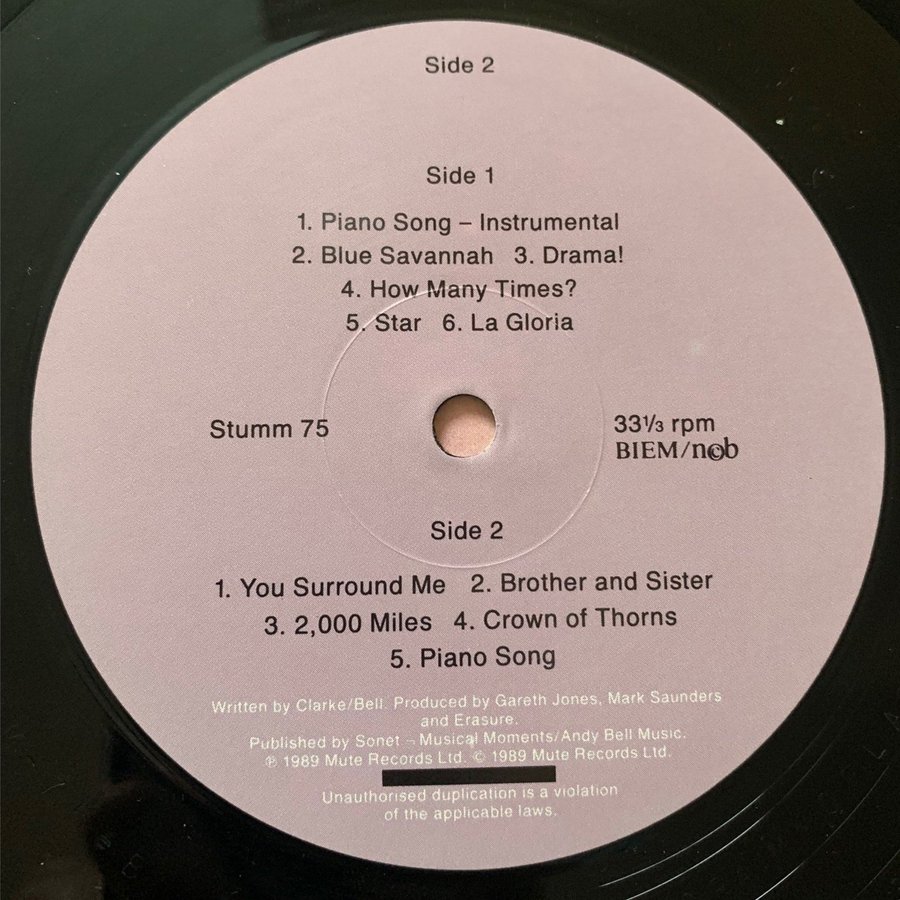 Side 2
Side 1
1. Piano Song – Instrumental
2. Blue Savannah 3. Drama!
4. How Many Times?
5. Star 6. La Gloria
Stumm 75
33⅓ rpm
BIEM/ncb
Side 2
1. You Surround Me 2. Brother and Sister
3. 2,000 Miles 4. Crown of Thorns
5. Piano Song
Written by Clarke/Bell. Produced by Gareth Jones, Mark Saunders
and Erasure.
Published by Sonet – Musical Moments/Andy Bell Music.
℗ 1989 Mute Records Ltd. © 1989 Mute Records Ltd.
Unauthorised duplication is a violation
of the applicable laws.